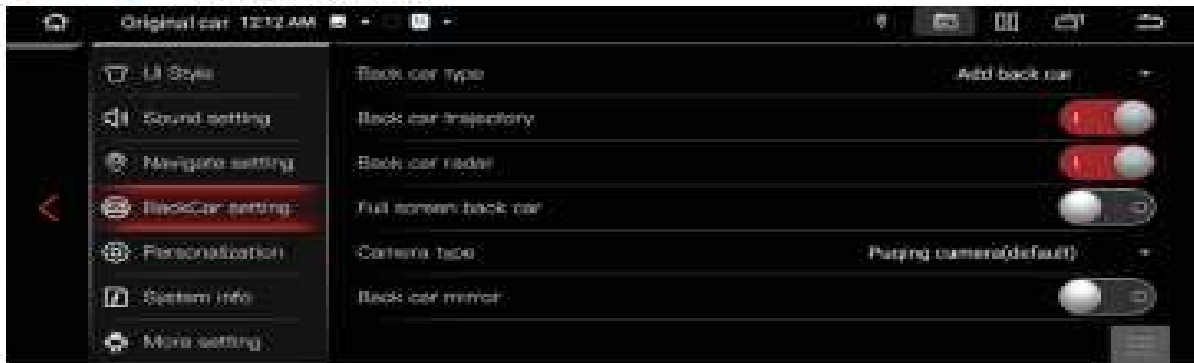 Original car 12:12 AM
UI Style
Sound setting
Navigate setting
BackCar setting
Personalization
System info
More setting
Back car type
Add back car
Back car trajectory
Back car radar
Full screen back car
Camera type
camera(default)
Back car mirror